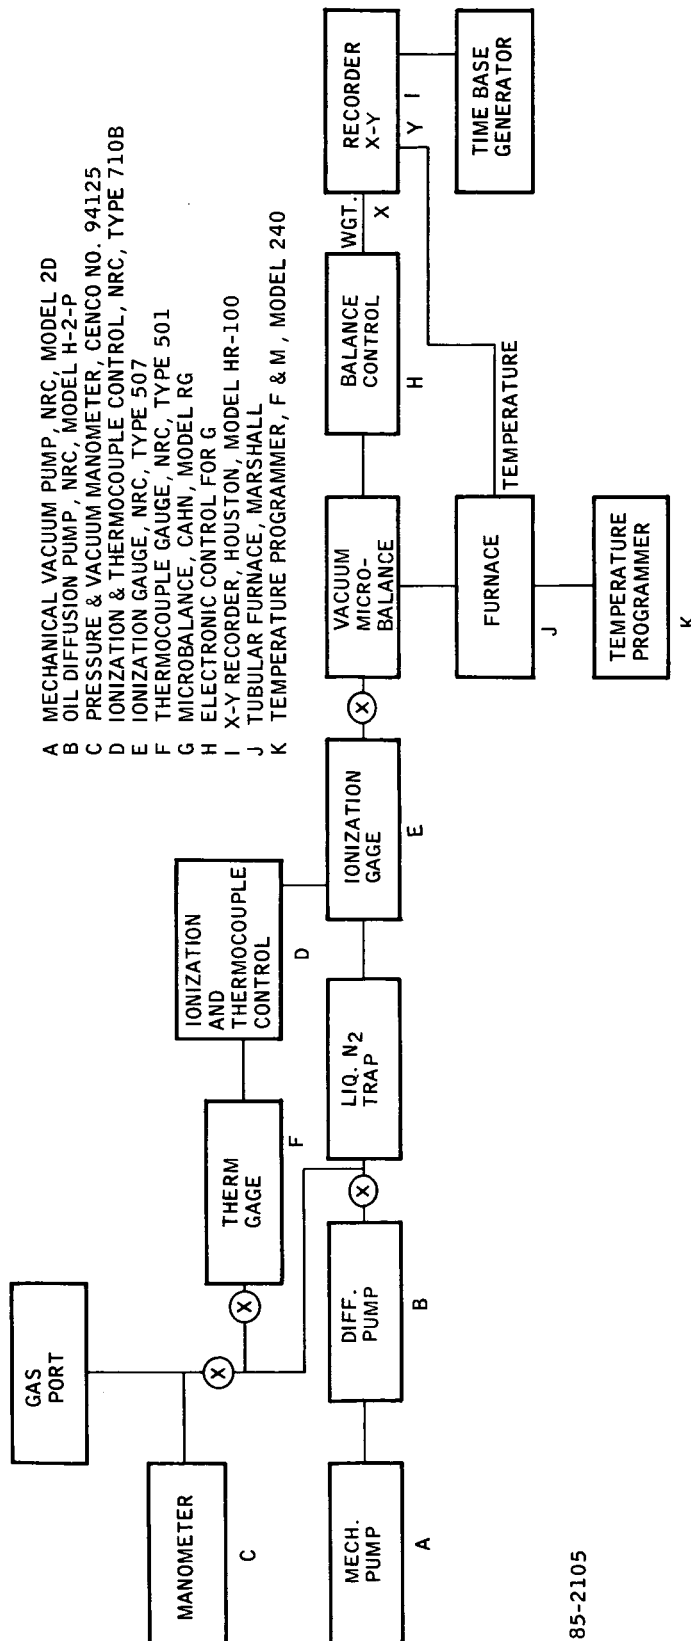 A MECHANICAL VACUUM PUMP, NRC, MODEL 2D
B OIL DIFFUSION PUMP, NRC, MODEL H-2-P
C PRESSURE & VACUUM MANOMETER, CENCO NO. 94125
D IONIZATION & THERMOCOUPLE CONTROL, NRC, TYPE 710B
E IONIZATION GAUGE, NRC, TYPE 507
F THERMOCOUPLE GAUGE, NRC, TYPE 501
G MICROBALANCE, CAHN, MODEL RG
H ELECTRONIC CONTROL FOR G
I X-Y RECORDER, HOUSTON, MODEL HR-100
J TUBULAR FURNACE, MARSHALL
K TEMPERATURE PROGRAMMER, F & M, MODEL 240
GAS
PORT
MANOMETER
C
X
X
THERM
GAGE
F
IONIZATION
AND
THERMOCOUPLE
CONTROL
D
MECH.
PUMP
A
DIFF.
PUMP
B
X
LIQ. N2
TRAP
IONIZATION
GAGE
E
X
VACUUM
MICRO-
BALANCE
BALANCE
CONTROL
H
WGT.
X
RECORDER
X-Y
Y
I
TIME BASE
GENERATOR
FURNACE
J
TEMPERATURE
TEMPERATURE
PROGRAMMER
K
85-2105